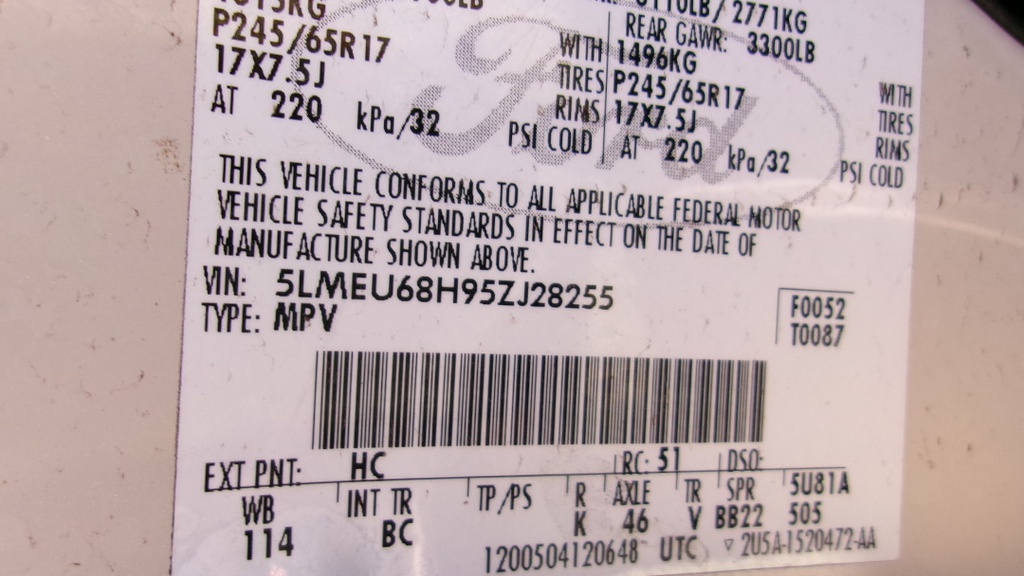 2771KG
REAR GAWR: 3300LB
P245/65R17 WITH 1496KG
17X7.5J TIRES P245/65R17 WITH
RIMS 17X7.5J TIRES
AT 220 kPa/32 PSI COLD AT 220 kPa/32 RIMS
PSI COLD
Ford
THIS VEHICLE CONFORMS TO ALL APPLICABLE FEDERAL MOTOR
VEHICLE SAFETY STANDARDS IN EFFECT ON THE DATE OF
MANUFACTURE SHOWN ABOVE.
VIN: 5LMEU68H95ZJ28255
TYPE: MPV
F0052
T0087
EXT PNT: HC RC: 51 DSO:
WB INT TR TP/PS R AXLE TR SPR 5U81A
114 BC K 46 V BB22 505
1200504120648 UTC ▽ 2U5A-1520472-AA